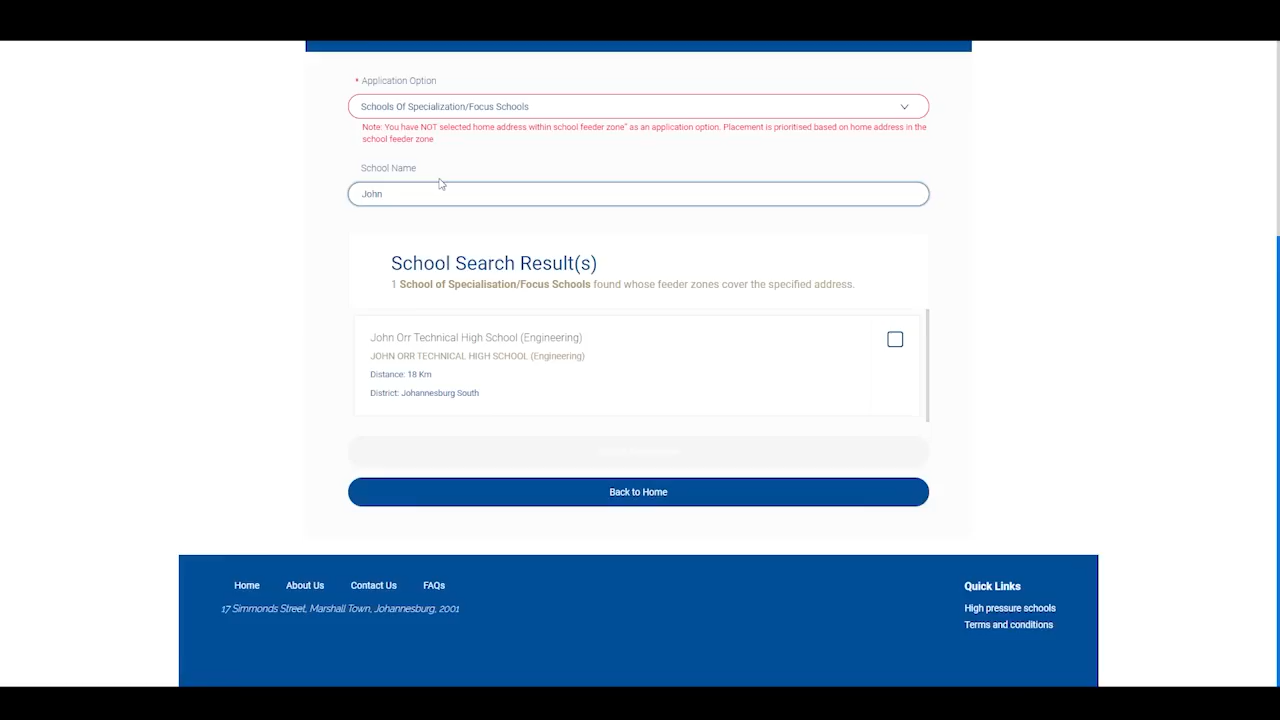 * Application Option
Schools Of Specialization/Focus Schools
Note: You have NOT selected home address within school feeder zone" as an application option. Placement is prioritised based on home address in the
school feeder zone
School Name
John
School Search Result(s)
1 School of Specialisation/Focus Schools found whose feeder zones cover the specified address.
John Orr Technical High School (Engineering)
JOHN ORR TECHNICAL HIGH SCHOOL (Engineering)
Distance: 18 Km
District: Johannesburg South
Back to Home
Home About Us Contact Us FAQs
17 Simmonds Street, Marshall Town, Johannesburg, 2001
Quick Links
High pressure schools
Terms and conditions